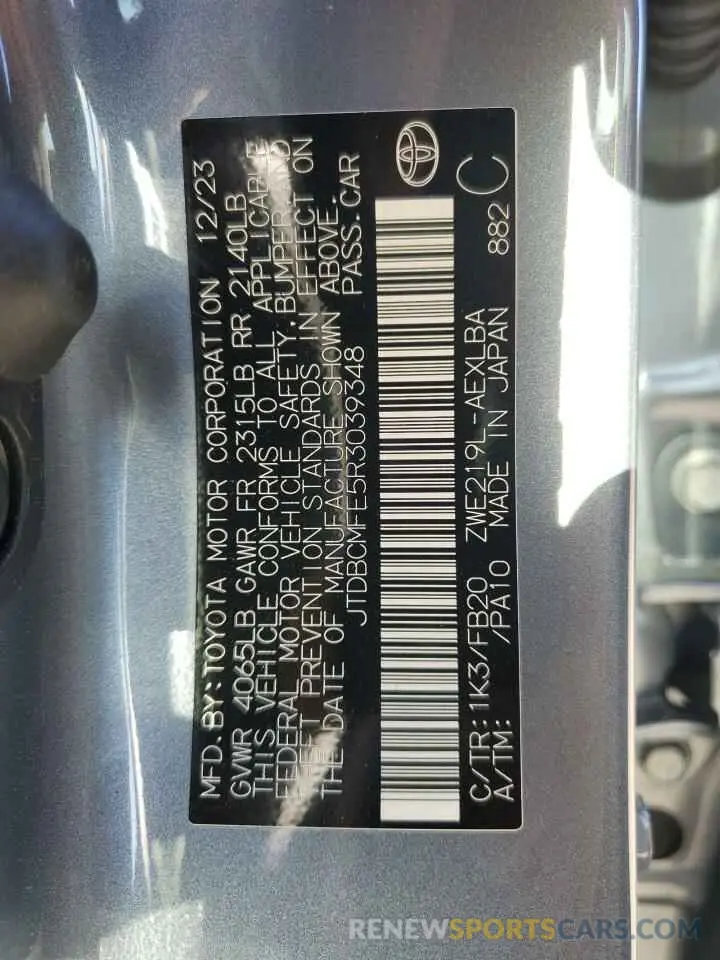 MFD. BY: TOYOTA MOTOR CORPORATION 12/23
GVWR 4065LB GAWR FR 2315LB RR 2140LB
THIS VEHICLE CONFORMS TO ALL APPLICABLE
FEDERAL MOTOR VEHICLE SAFETY, BUMPER, AND
THEFT PREVENTION STANDARDS IN EFFECT ON
THE DATE OF MANUFACTURE SHOWN ABOVE.
JTDBCMFE5R3039348 PASS.CAR
C/TR: 1K3/FB20 ZWE219L-AEXLBA
A/TM: /PA10 MADE IN JAPAN 882 C
RENEWSPORTSCARS.COM